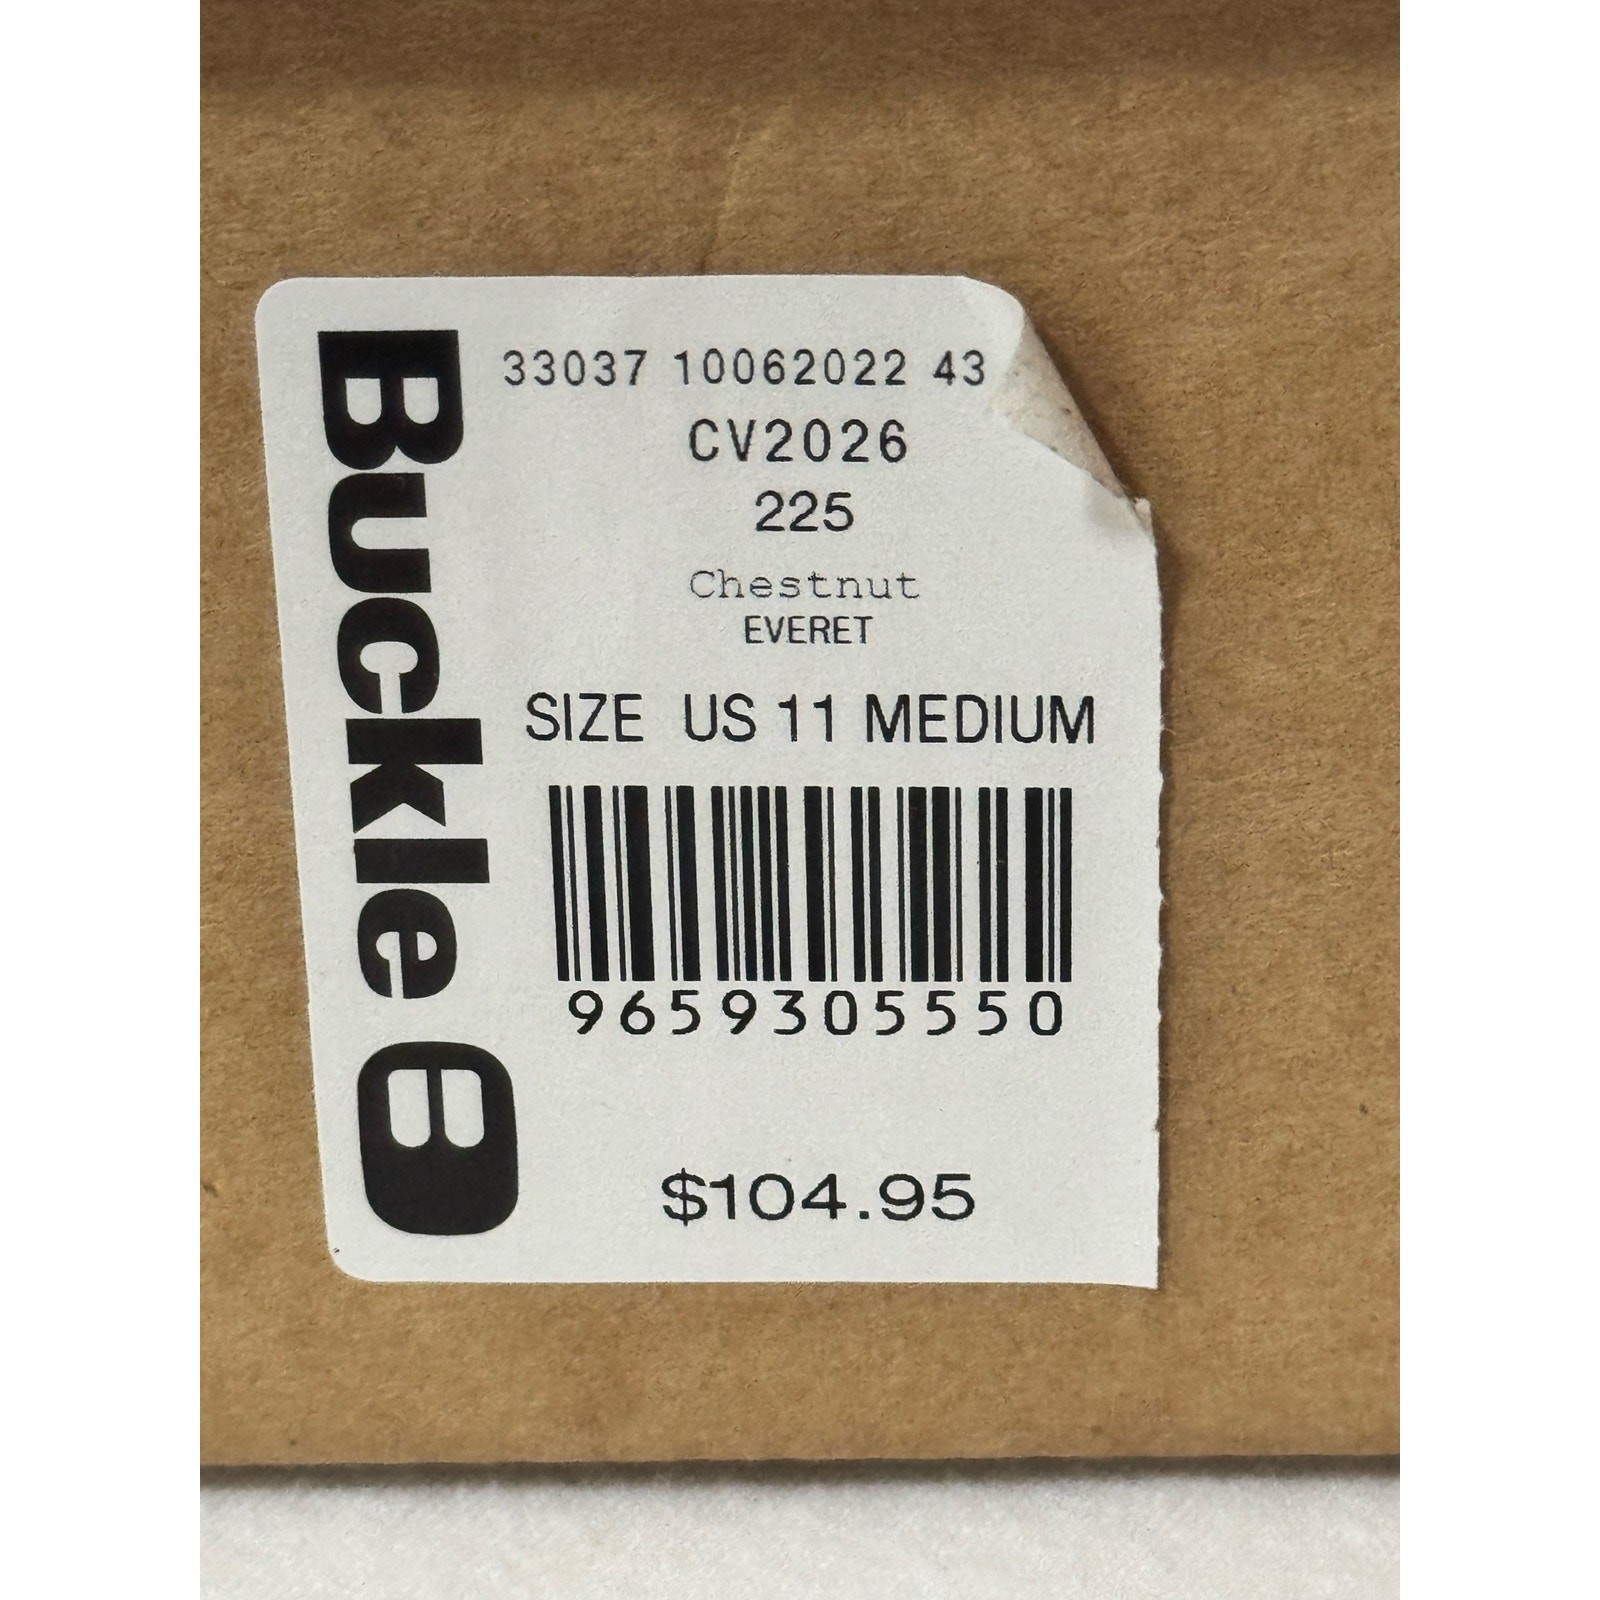 Buckle B
33037 10062022 43
CV2026
225
Chestnut
EVERET
SIZE US 11 MEDIUM
9659305550
$104.95